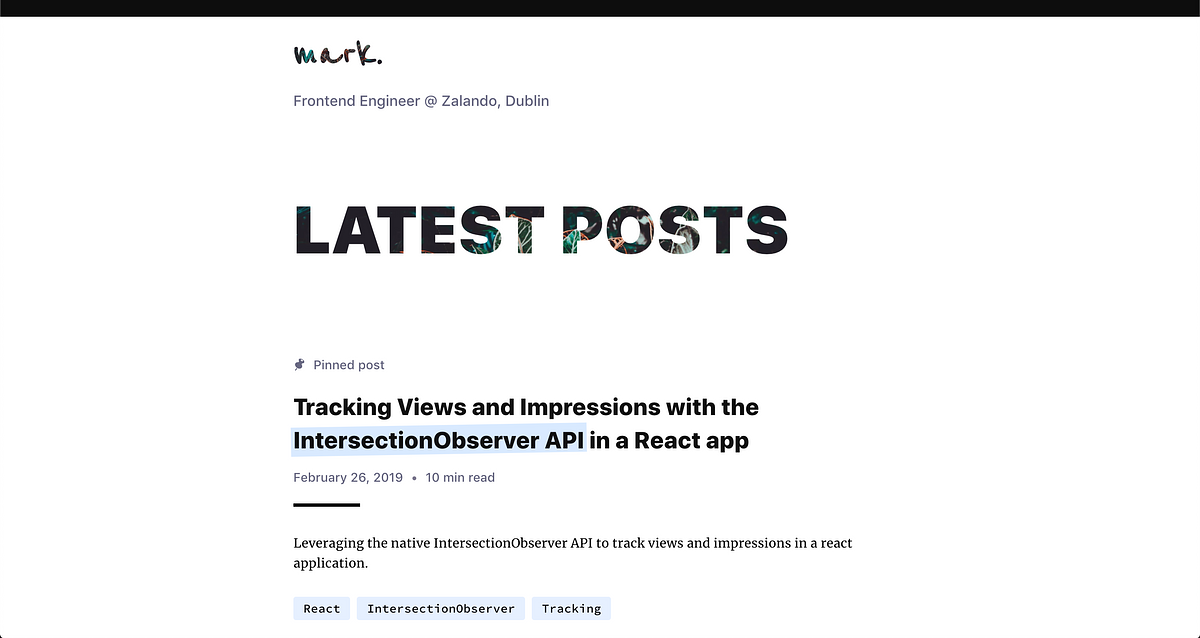 mark.
Frontend Engineer @ Zalando, Dublin
LATEST POSTS
Pinned post
Tracking Views and Impressions with the
IntersectionObserver API in a React app
February 26, 2019 • 10 min read
Leveraging the native IntersectionObserver API to track views and impressions in a react
application.
React IntersectionObserver Tracking